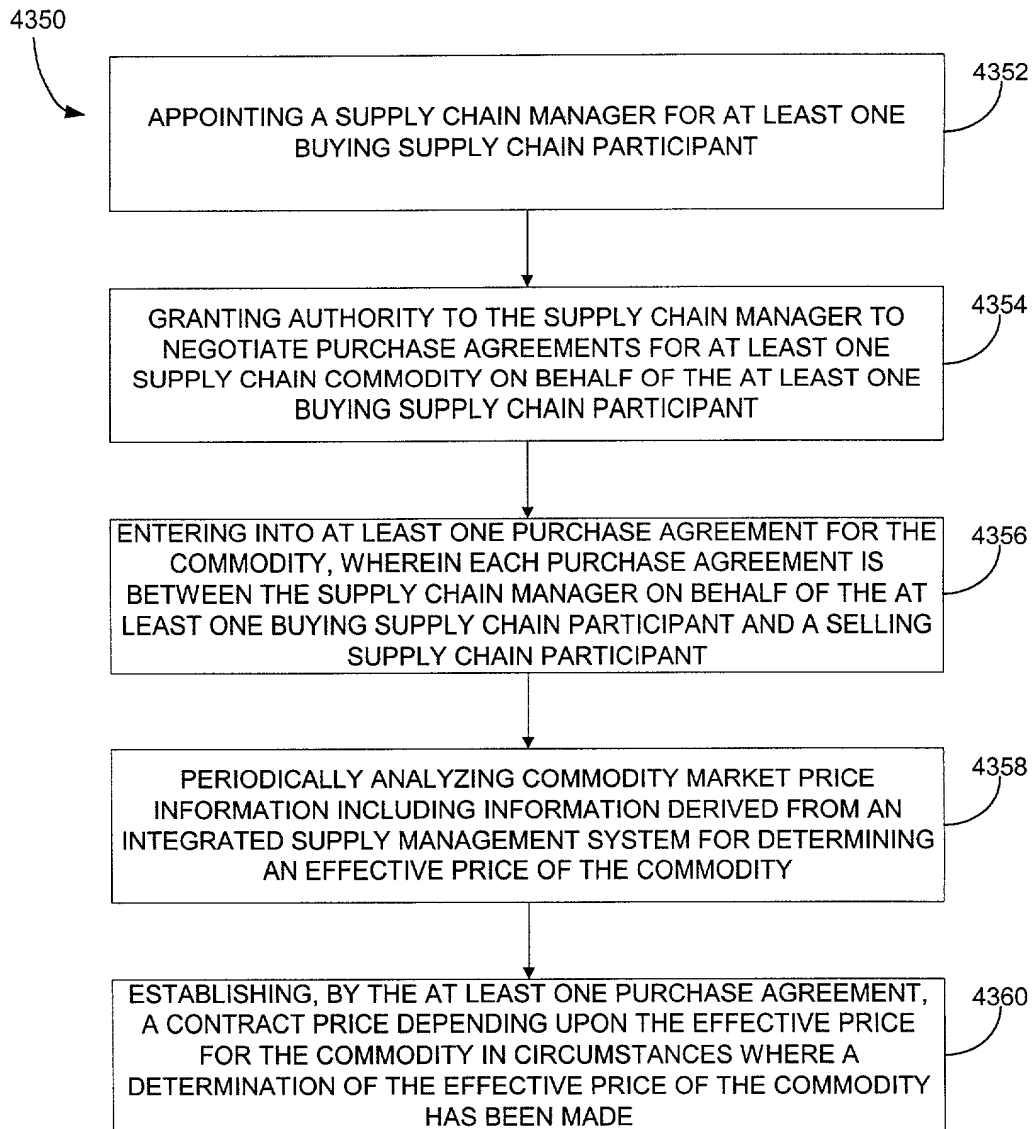 4350
4352
APPOINTING A SUPPLY CHAIN MANAGER FOR AT LEAST ONE
BUYING SUPPLY CHAIN PARTICIPANT
4354
GRANTING AUTHORITY TO THE SUPPLY CHAIN MANAGER TO
NEGOTIATE PURCHASE AGREEMENTS FOR AT LEAST ONE
SUPPLY CHAIN COMMODITY ON BEHALF OF THE AT LEAST ONE
BUYING SUPPLY CHAIN PARTICIPANT
4356
ENTERING INTO AT LEAST ONE PURCHASE AGREEMENT FOR THE
COMMODITY, WHEREIN EACH PURCHASE AGREEMENT IS
BETWEEN THE SUPPLY CHAIN MANAGER ON BEHALF OF THE AT
LEAST ONE BUYING SUPPLY CHAIN PARTICIPANT AND A SELLING
SUPPLY CHAIN PARTICIPANT
4358
PERIODICALLY ANALYZING COMMODITY MARKET PRICE
INFORMATION INCLUDING INFORMATION DERIVED FROM AN
INTEGRATED SUPPLY MANAGEMENT SYSTEM FOR DETERMINING
AN EFFECTIVE PRICE OF THE COMMODITY
4360
ESTABLISHING, BY THE AT LEAST ONE PURCHASE AGREEMENT,
A CONTRACT PRICE DEPENDING UPON THE EFFECTIVE PRICE
FOR THE COMMODITY IN CIRCUMSTANCES WHERE A
DETERMINATION OF THE EFFECTIVE PRICE OF THE COMMODITY
HAS BEEN MADE